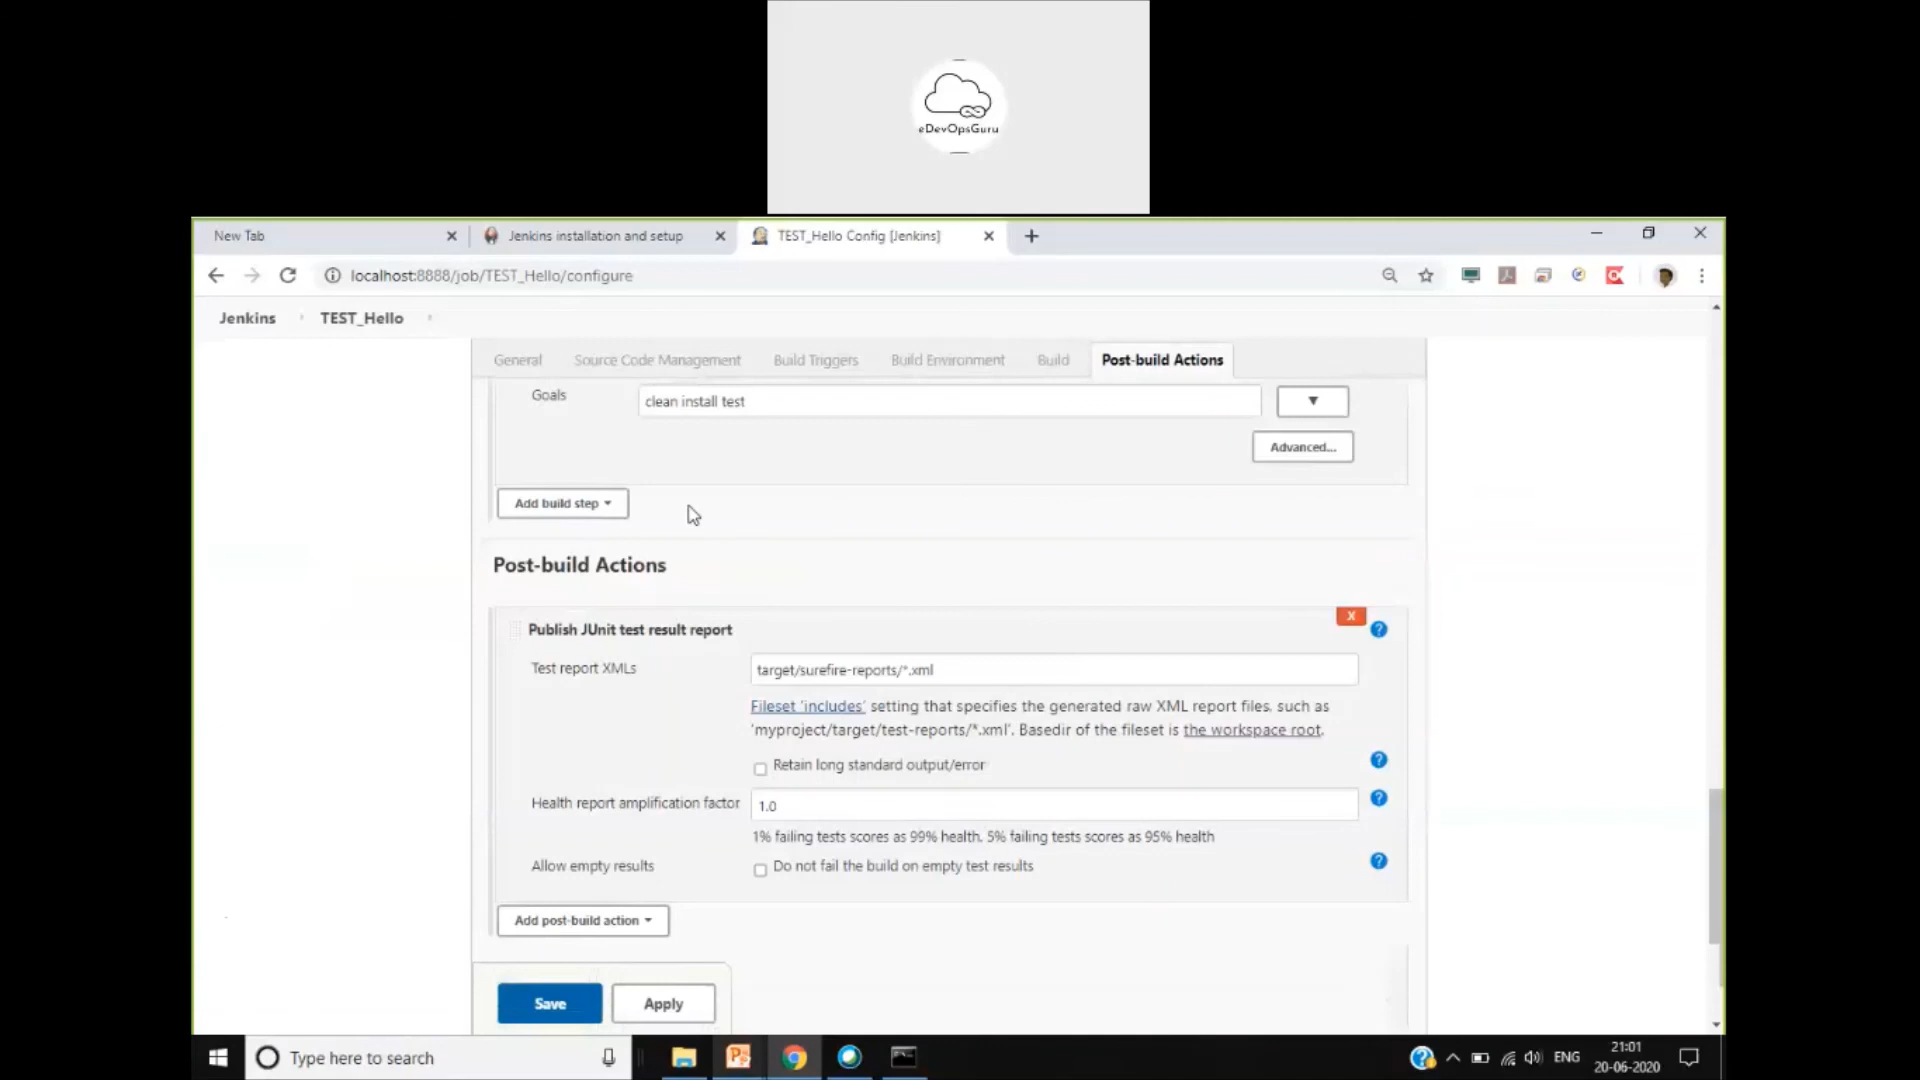 eDevOpsGuru
New Tab
Jenkins installation and setup
TEST_Hello Config [Jenkins]
localhost:8888/job/TEST_Hello/configure
Jenkins
TEST_Hello
General
Source Code Management
Build Triggers
Build Environment
Build
Post-build Actions
Goals
clean install test
Advanced...
Add build step
Post-build Actions
X
Publish JUnit test result report
Test report XMLs
target/surefire-reports/*.xml
Fileset 'includes' setting that specifies the generated raw XML report files, such as
'myproject/target/test-reports/*.xml'. Basedir of the fileset is the workspace root.
Retain long standard output/error
Health report amplification factor
1.0
1% failing tests scores as 99% health. 5% failing tests scores as 95% health
Allow empty results
Do not fail the build on empty test results
Add post-build action
Save
Apply
Type here to search
ENG
21:01
20-06-2020